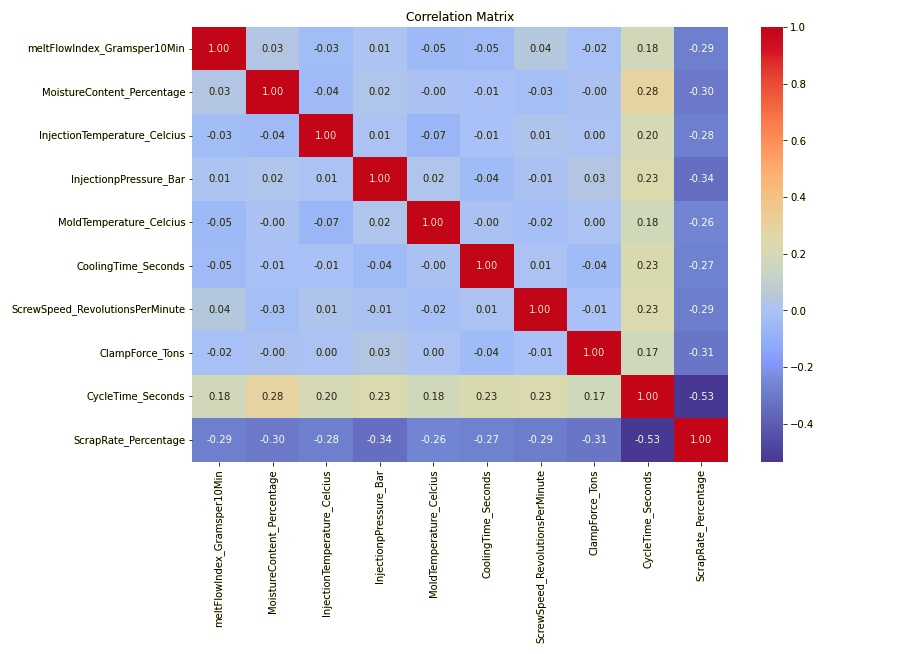 Correlation Matrix
meltFlowIndex_Gramsper10Min 1.00 0.03 -0.03 0.01 -0.05 -0.05 0.04 -0.02 0.18 -0.29
MoistureContent_Percentage 0.03 1.00 -0.04 0.02 -0.00 -0.01 -0.03 -0.00 0.28 -0.30
InjectionTemperature_Celcius -0.03 -0.04 1.00 0.01 -0.07 -0.01 0.01 0.00 0.20 -0.28
InjectionpPressure_Bar 0.01 0.02 0.01 1.00 0.02 -0.04 -0.01 0.03 0.23 -0.34
MoldTemperature_Celcius -0.05 -0.00 -0.07 0.02 1.00 -0.00 -0.02 0.00 0.18 -0.26
CoolingTime_Seconds -0.05 -0.01 -0.01 -0.04 -0.00 1.00 0.01 -0.04 0.23 -0.27
ScrewSpeed_RevolutionsPerMinute 0.04 -0.03 0.01 -0.01 -0.02 0.01 1.00 -0.01 0.23 -0.29
ClampForce_Tons -0.02 -0.00 0.00 0.03 0.00 -0.04 -0.01 1.00 0.17 -0.31
CycleTime_Seconds 0.18 0.28 0.20 0.23 0.18 0.23 0.23 0.17 1.00 -0.53
ScrapRate_Percentage -0.29 -0.30 -0.28 -0.34 -0.26 -0.27 -0.29 -0.31 -0.53 1.00
meltFlowIndex_Gramsper10Min
MoistureContent_Percentage
InjectionTemperature_Celcius
InjectionpPressure_Bar
MoldTemperature_Celcius
CoolingTime_Seconds
ScrewSpeed_RevolutionsPerMinute
ClampForce_Tons
CycleTime_Seconds
ScrapRate_Percentage
1.0
0.8
0.6
0.4
0.2
0.0
−0.2
−0.4